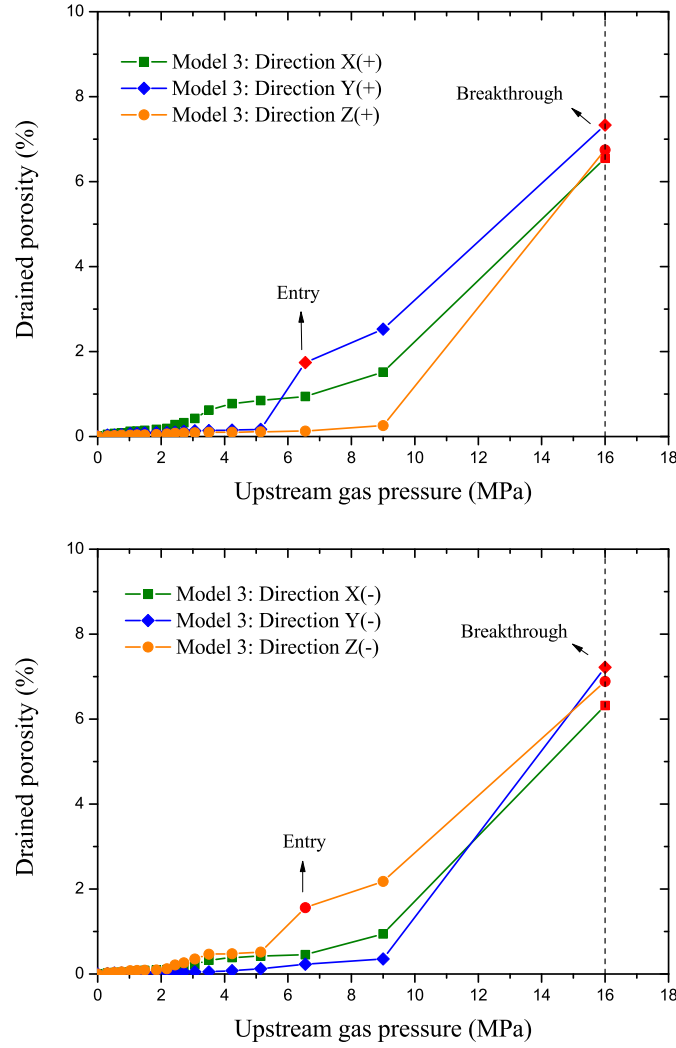 10
8
6
4
2
0
Drained porosity (%)
Model 3: Direction X(+)
Model 3: Direction Y(+)
Model 3: Direction Z(+)
Breakthrough
Entry
0 2 4 6 8 10 12 14 16 18
Upstream gas pressure (MPa)
10
8
6
4
2
0
Drained porosity (%)
Model 3: Direction X(-)
Model 3: Direction Y(-)
Model 3: Direction Z(-)
Breakthrough
Entry
0 2 4 6 8 10 12 14 16 18
Upstream gas pressure (MPa)